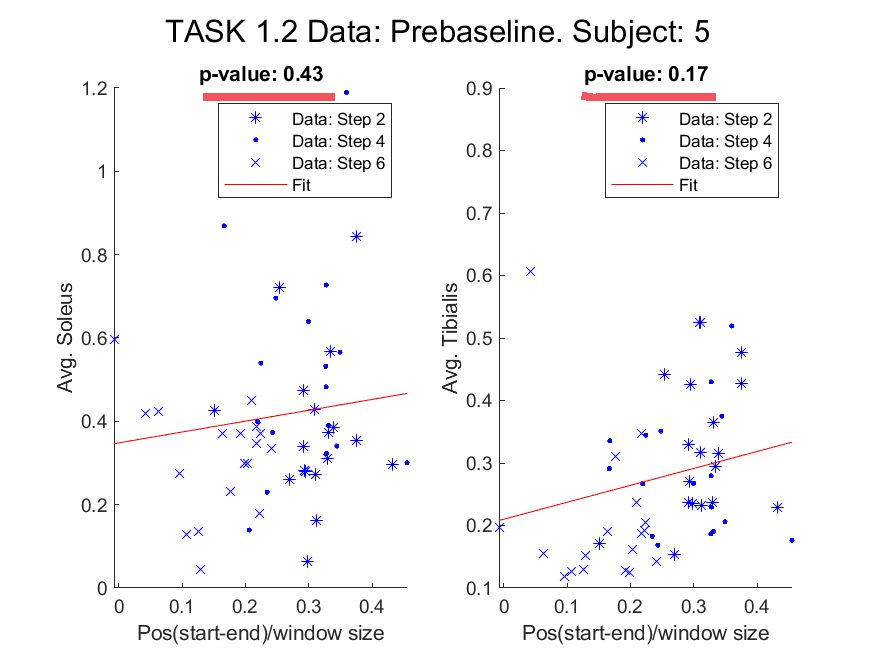 TASK 1.2 Data: Prebaseline. Subject: 5
p-value: 0.43
1.2
1
0.8
0.6
0.4
0.2
0
Avg. Soleus
Data: Step 2
Data: Step 4
Data: Step 6
Fit
0 0.1 0.2 0.3 0.4
Pos(start-end)/window size
p-value: 0.17
0.9
0.8
0.7
0.6
0.5
0.4
0.3
0.2
0.1
Avg. Tibialis
Data: Step 2
Data: Step 4
Data: Step 6
Fit
0 0.1 0.2 0.3 0.4
Pos(start-end)/window size